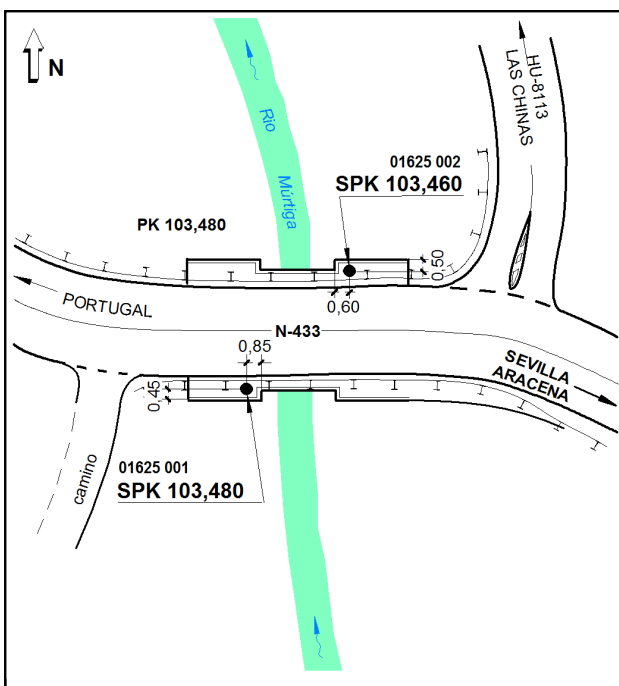 N
HU-8113
LAS CHINAS
Rio
Múrtiga
01625 002
SPK 103,460
PK 103,480
0,50
0,60
PORTUGAL
N-433
0,85
SEVILLA
ARACENA
0,45
camino
01625 001
SPK 103,480